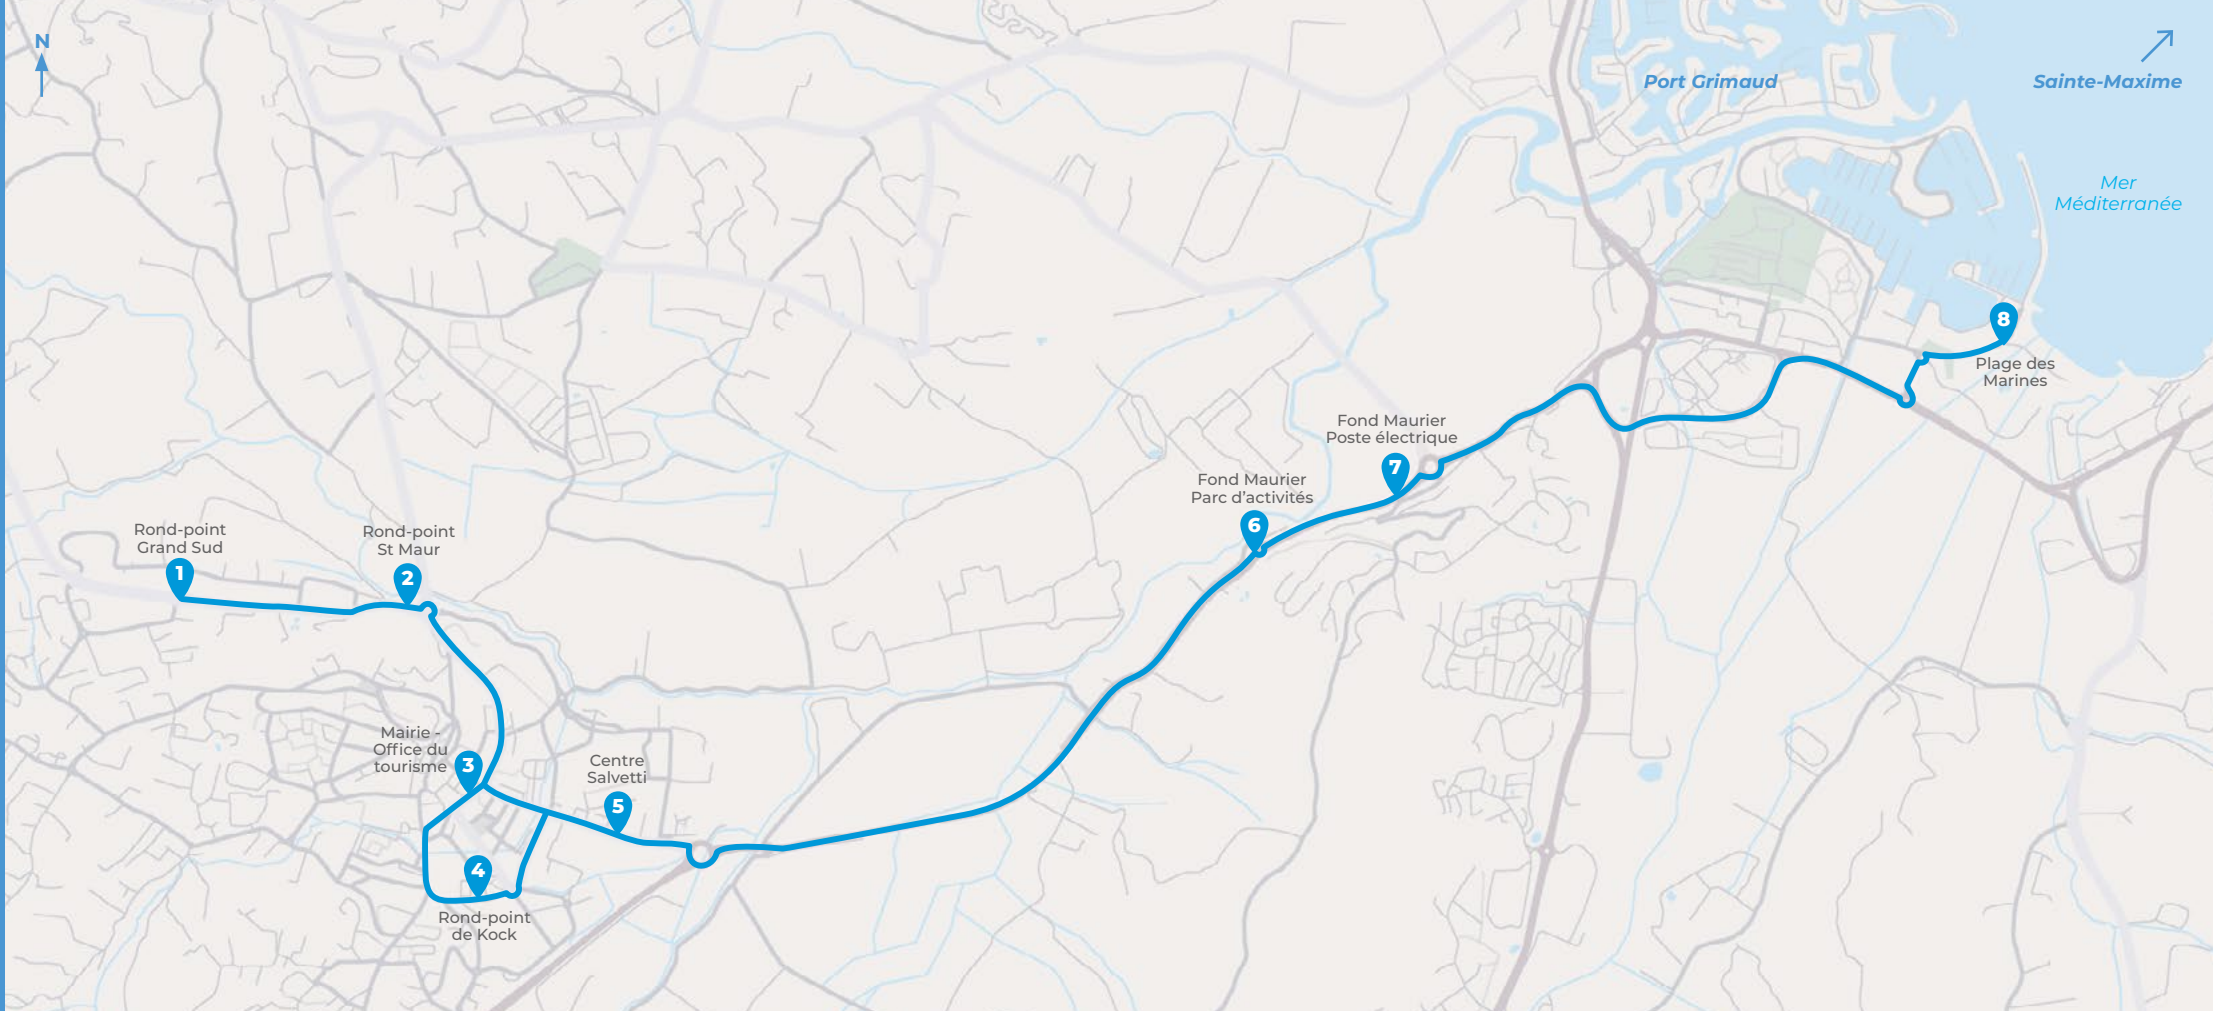 N
Port Grimaud
Sainte-Maxime
Mer
Méditerranée
8
Plage des
Marines
Fond Maurier
Poste électrique
7
Fond Maurier
Parc d'activités
6
Rond-point
Grand Sud
1
Rond-point
St Maur
2
Mairie -
Office du
tourisme
3
Centre
Salvetti
5
4
Rond-point
de Kock